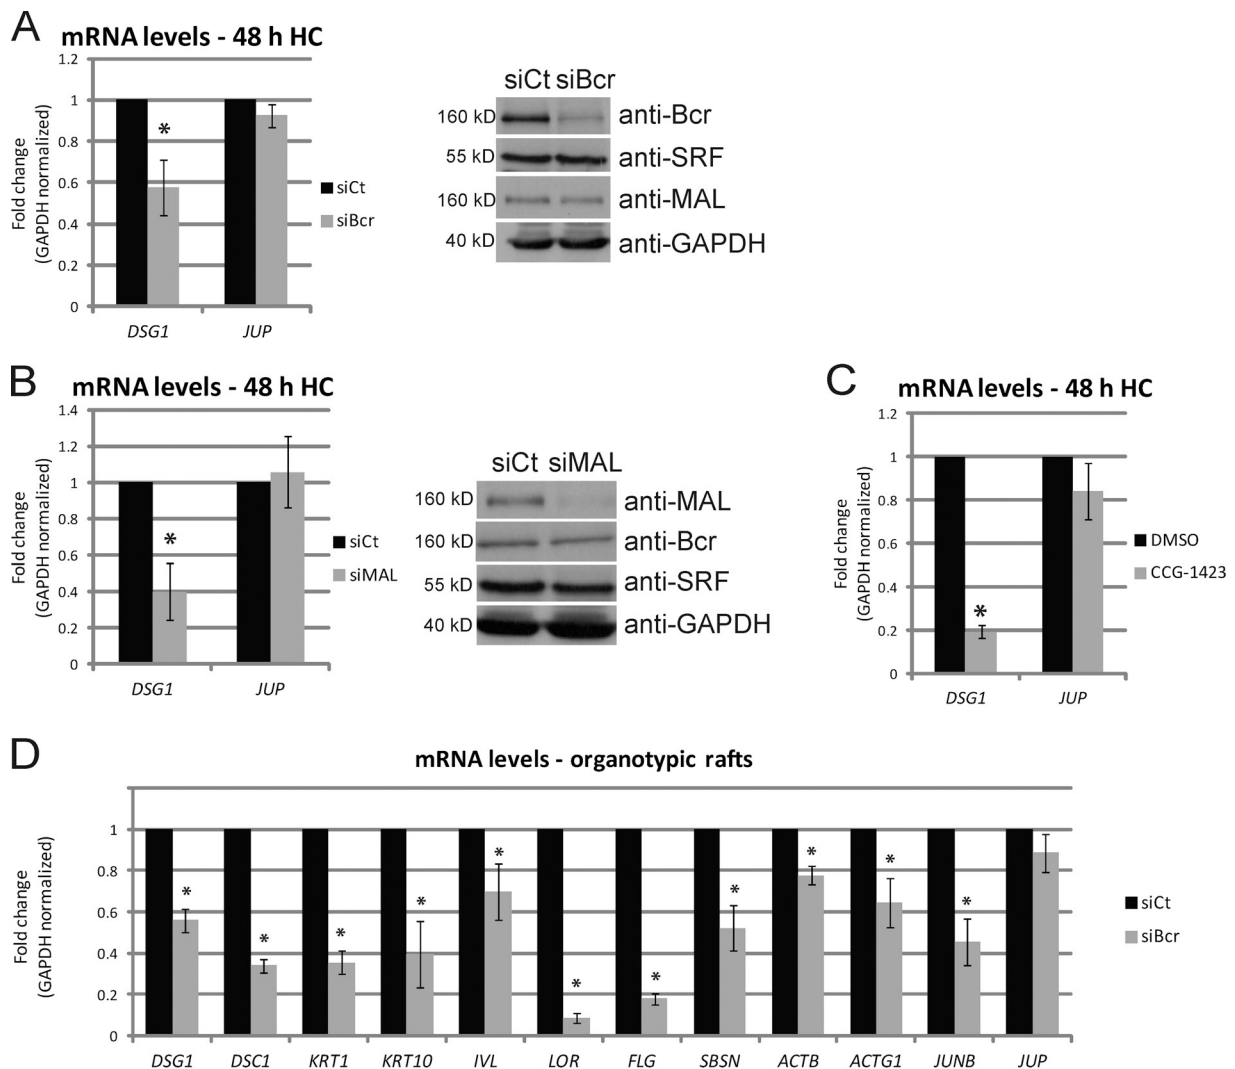 A
mRNA levels - 48 h HC
Fold change
(GAPDH normalized)
1.2
1
0.8
0.6
0.4
0.2
0
*
DSG1
JUP
siCt
siBcr
siCt siBcr
160 kD anti-Bcr
55 kD anti-SRF
160 kD anti-MAL
40 kD anti-GAPDH
B
mRNA levels - 48 h HC
Fold change
(GAPDH normalized)
1.4
1.2
1
0.8
0.6
0.4
0.2
0
*
DSG1
JUP
siCt
siMAL
siCt siMAL
160 kD anti-MAL
160 kD anti-Bcr
55 kD anti-SRF
40 kD anti-GAPDH
C
mRNA levels - 48 h HC
Fold change
(GAPDH normalized)
1.2
1
0.8
0.6
0.4
0.2
0
*
DSG1
JUP
DMSO
CCG-1423
D
mRNA levels - organotypic rafts
Fold change
(GAPDH normalized)
1
0.8
0.6
0.4
0.2
0
* * * * * * * * * * *
DSG1 DSC1 KRT1 KRT10 IVL LOR FLG SBSN ACTB ACTG1 JUNB JUP
siCt
siBcr